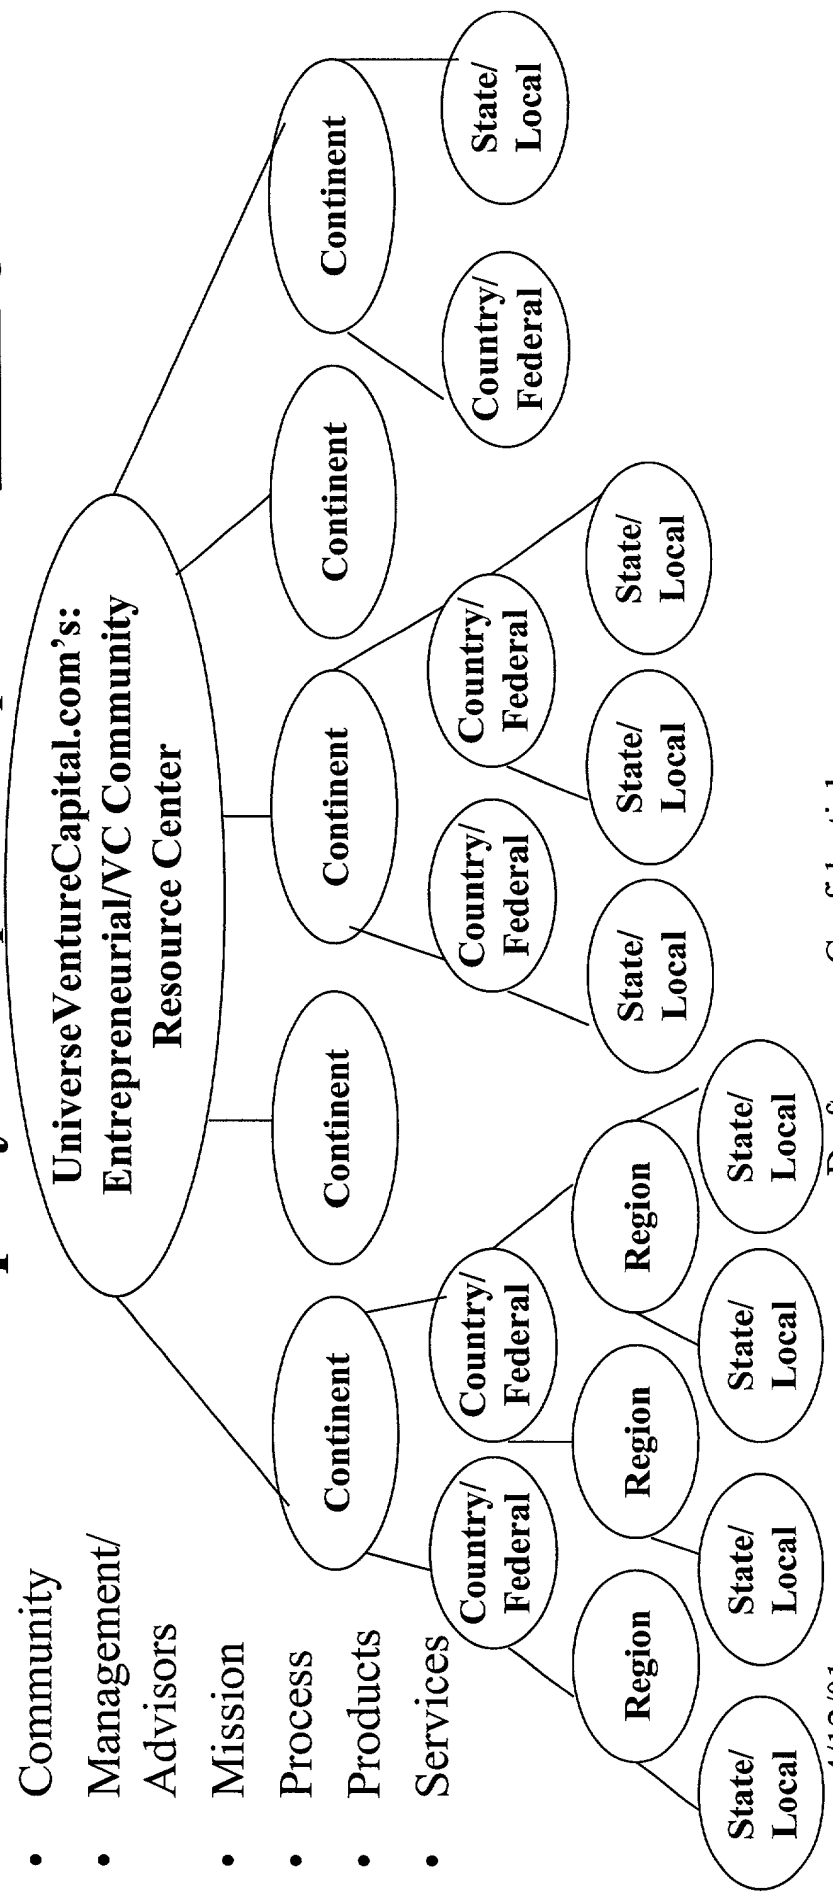 • Community
• Management/
Advisors
• Mission
• Process
• Products
• Services
UniverseVentureCapital.com's:
Entrepreneurial/VC Community
Resource Center
Continent
Continent
Continent
Continent
Continent
Country/
Federal
Country/
Federal
Country/
Federal
Country/
Federal
Country/
Federal
State/
Local
Region
Region
Region
State/
Local
State/
Local
State/
Local
State/
Local
State/
Local
State/
Local
State/
Local